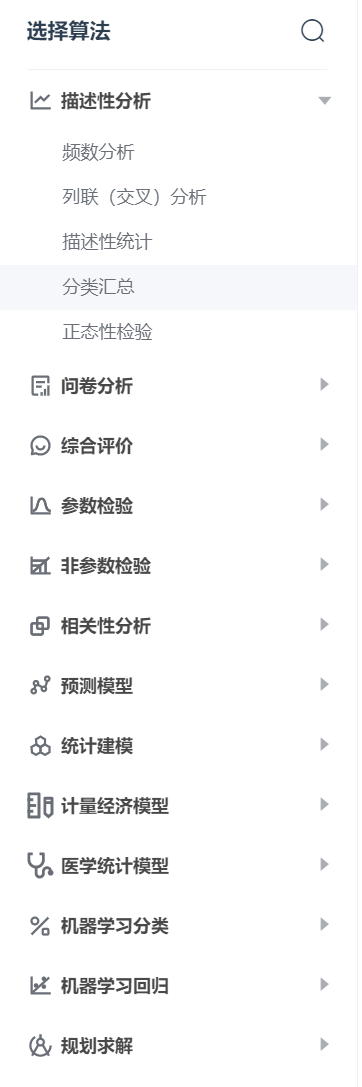 选择算法
描述性分析
频数分析
列联（交叉）分析
描述性统计
分类汇总
正态性检验
问卷分析
综合评价
参数检验
非参数检验
相关性分析
预测模型
统计建模
计量经济模型
医学统计模型
机器学习分类
机器学习回归
规划求解